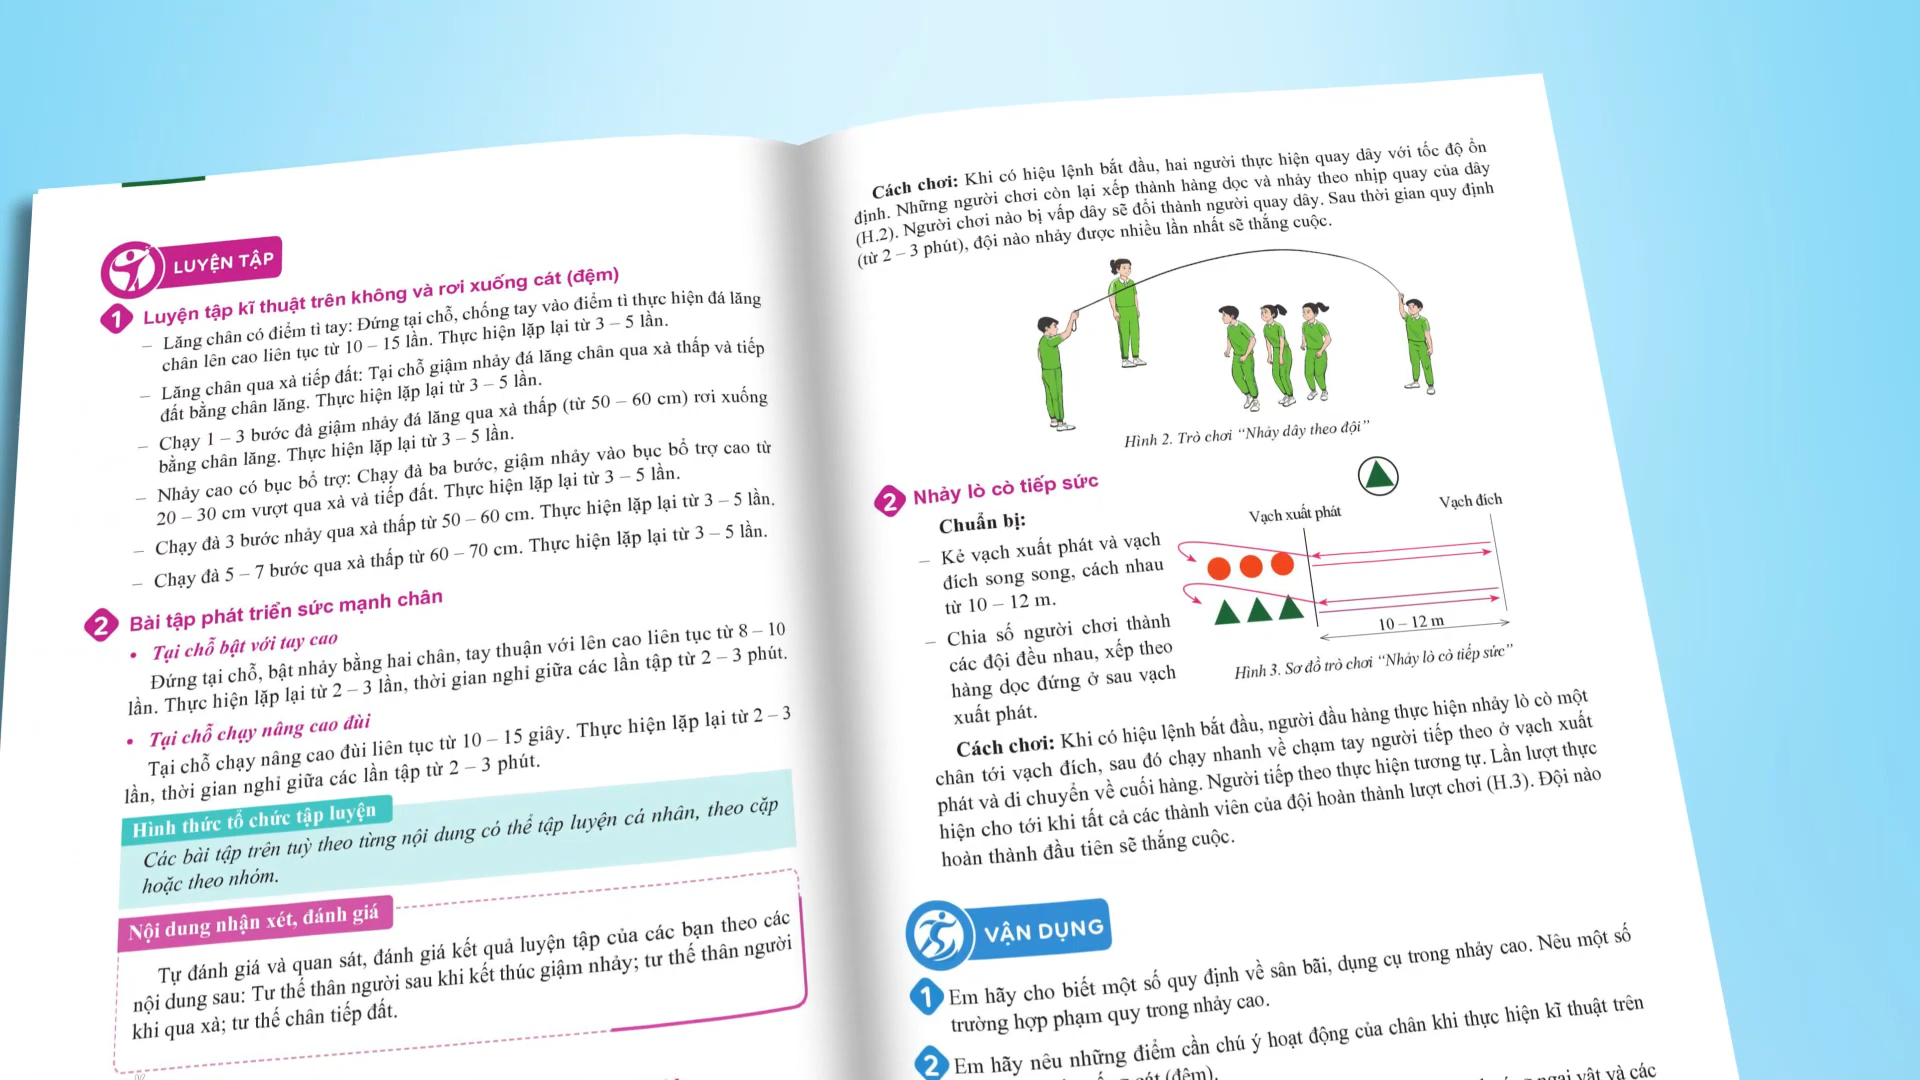 LUYỆN TẬP
1 Luyện tập kĩ thuật trên không và rơi xuống cát (đệm)
– Lăng chân có điểm tì tay: Đứng tại chỗ, chống tay vào điểm tì thực hiện đá lăng
chân lên cao liên tục từ 10 – 15 lần. Thực hiện lặp lại từ 3 – 5 lần.
– Lăng chân qua xà tiếp đất: Tại chỗ giậm nhảy đá lăng chân qua xà thấp và tiếp
đất bằng chân lăng. Thực hiện lặp lại từ 3 – 5 lần.
– Chạy 1 – 3 bước đà giậm nhảy đá lăng qua xà thấp (từ 50 – 60 cm) rơi xuống
bằng chân lăng. Thực hiện lặp lại từ 3 – 5 lần.
– Nhảy cao có bục bổ trợ: Chạy đà ba bước, giậm nhảy vào bục bổ trợ cao từ
20 – 30 cm vượt qua xà và tiếp đất. Thực hiện lặp lại từ 3 – 5 lần.
– Chạy đà 3 bước nhảy qua xà thấp từ 50 – 60 cm. Thực hiện lặp lại từ 3 – 5 lần.
– Chạy đà 5 – 7 bước qua xà thấp từ 60 – 70 cm. Thực hiện lặp lại từ 3 – 5 lần.
2 Bài tập phát triển sức mạnh chân
• Tại chỗ bật với tay cao
Đứng tại chỗ, bật nhảy bằng hai chân, tay thuận với lên cao liên tục từ 8 – 10
lần. Thực hiện lặp lại từ 2 – 3 lần, thời gian nghỉ giữa các lần tập từ 2 – 3 phút.
• Tại chỗ chạy nâng cao đùi
Tại chỗ chạy nâng cao đùi liên tục từ 10 – 15 giây. Thực hiện lặp lại từ 2 – 3
lần, thời gian nghỉ giữa các lần tập từ 2 – 3 phút.
Hình thức tổ chức tập luyện
Các bài tập trên tuỳ theo từng nội dung có thể tập luyện cá nhân, theo cặp
hoặc theo nhóm.
Nội dung nhận xét, đánh giá
Tự đánh giá và quan sát, đánh giá kết quả luyện tập của các bạn theo các
nội dung sau: Tư thế thân người sau khi kết thúc giậm nhảy; tư thế thân người
khi qua xà; tư thế chân tiếp đất.
Cách chơi: Khi có hiệu lệnh bắt đầu, hai người thực hiện quay dây với tốc độ ổn
định. Những người chơi còn lại xếp thành hàng dọc và nhảy theo nhịp quay của dây
(H.2). Người chơi nào bị vấp dây sẽ đổi thành người quay dây. Sau thời gian quy định
(từ 2 – 3 phút), đội nào nhảy được nhiều lần nhất sẽ thắng cuộc.
Hình 2. Trò chơi “Nhảy dây theo đội”
2 Nhảy lò cò tiếp sức
Chuẩn bị:
– Kẻ vạch xuất phát và vạch
đích song song, cách nhau
từ 10 – 12 m.
– Chia số người chơi thành
các đội đều nhau, xếp theo
hàng dọc đứng ở sau vạch
xuất phát.
Vạch xuất phát
Vạch đích
10 – 12 m
Hình 3. Sơ đồ trò chơi “Nhảy lò cò tiếp sức”
Cách chơi: Khi có hiệu lệnh bắt đầu, người đầu hàng thực hiện nhảy lò cò một
chân tới vạch đích, sau đó chạy nhanh về chạm tay người tiếp theo ở vạch xuất
phát và di chuyển về cuối hàng. Người tiếp theo thực hiện tương tự. Lần lượt thực
hiện cho tới khi tất cả các thành viên của đội hoàn thành lượt chơi (H.3). Đội nào
hoàn thành đầu tiên sẽ thắng cuộc.
VẬN DỤNG
1 Em hãy cho biết một số quy định về sân bãi, dụng cụ trong nhảy cao. Nêu một số
trường hợp phạm quy trong nhảy cao.
2 Em hãy nêu những điểm cần chú ý hoạt động của chân khi thực hiện kĩ thuật trên
cát (đệm).
ngại vật và các